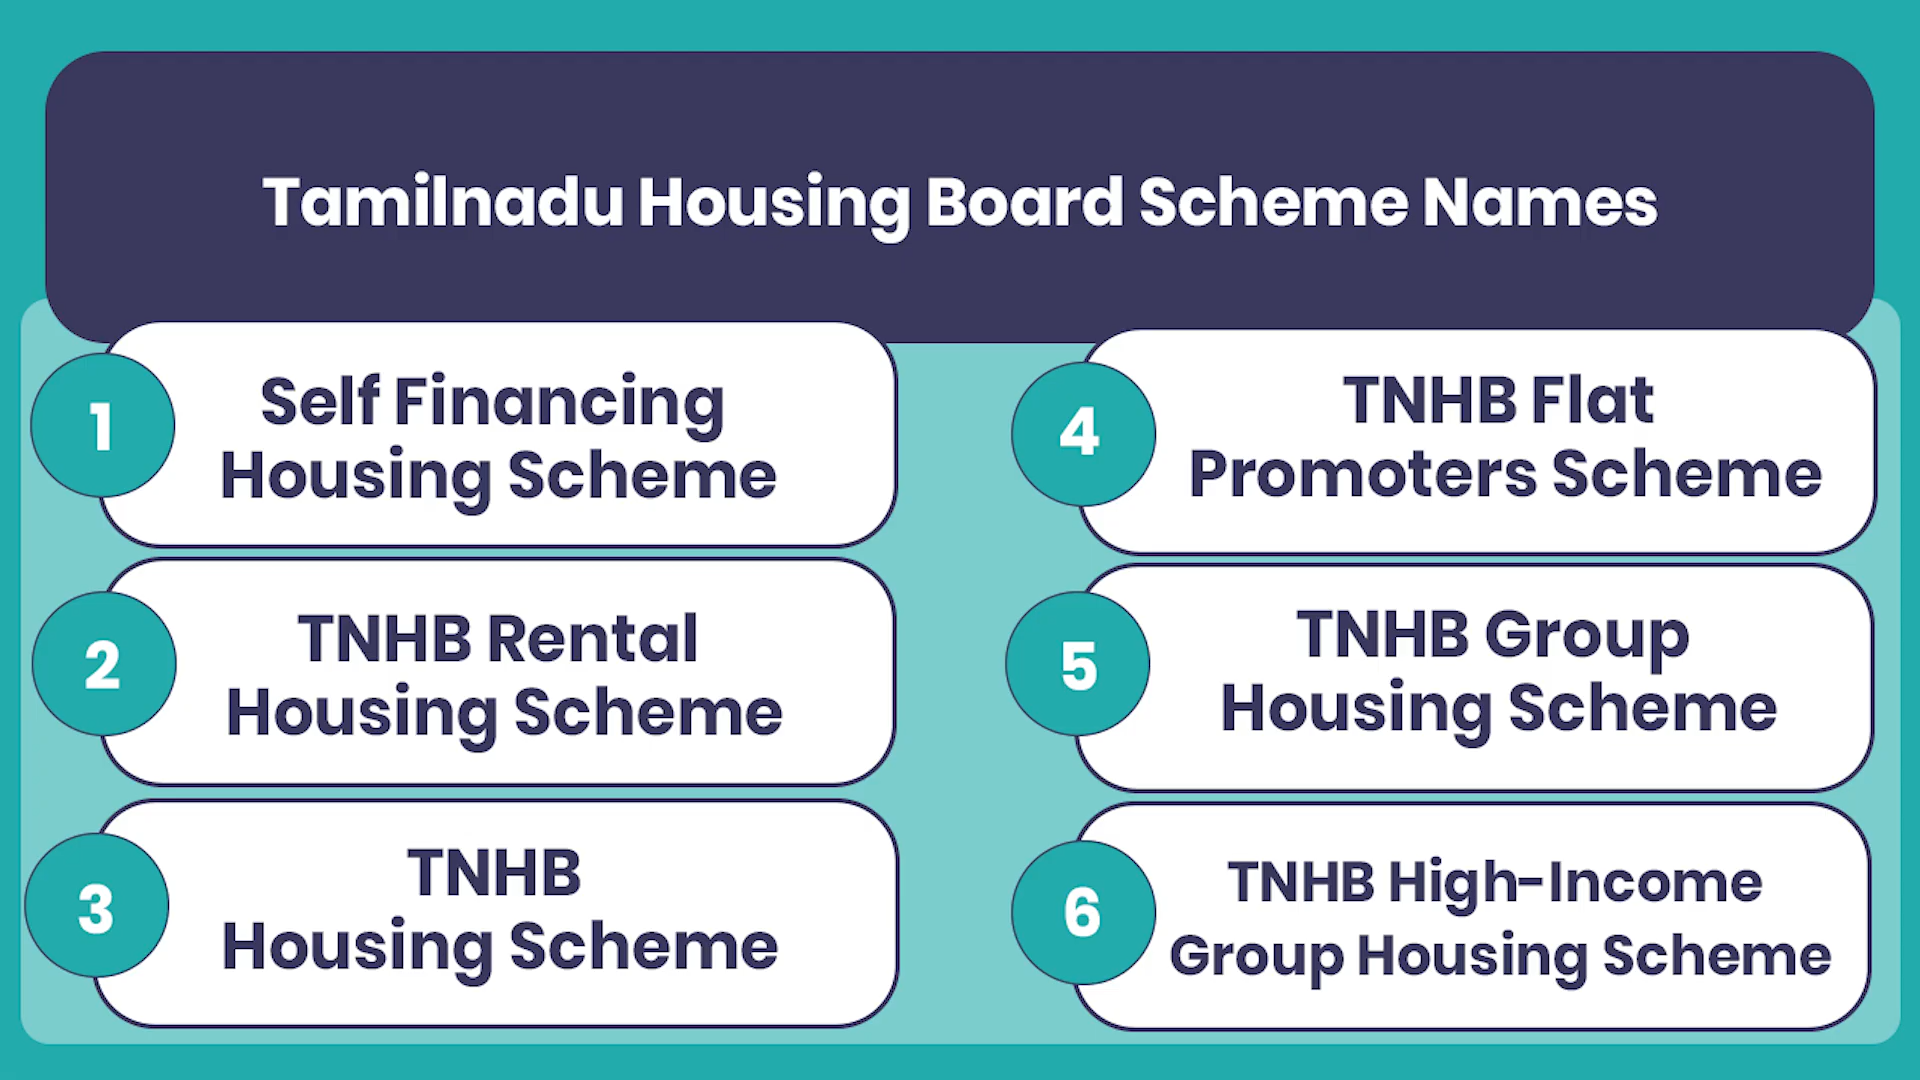 Tamilnadu Housing Board Scheme Names
1
Self Financing
Housing Scheme
2
TNHB Rental
Housing Scheme
3
TNHB
Housing Scheme
4
TNHB Flat
Promoters Scheme
5
TNHB Group
Housing Scheme
6
TNHB High-Income
Group Housing Scheme